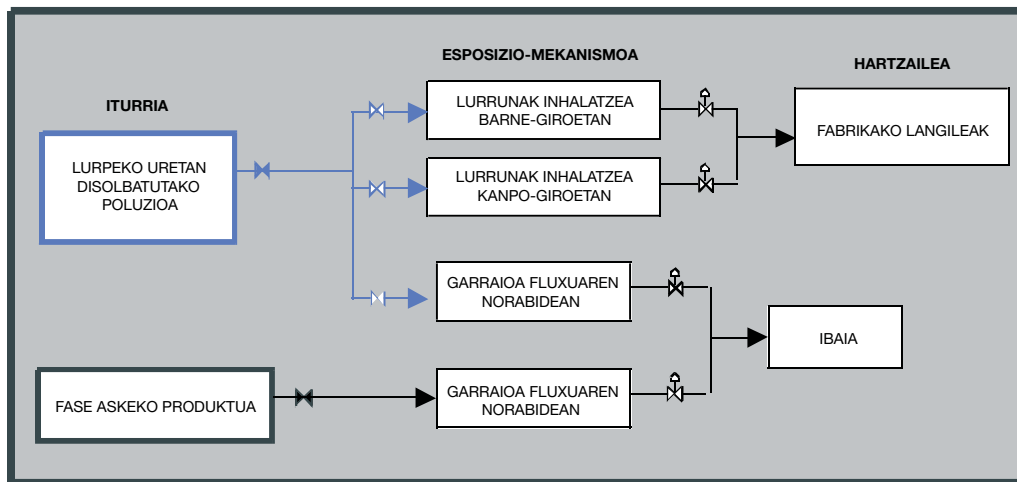 ESPOSIZIO-MEKANISMOA
HARTZAILEA
ITURRIA
LURRUNAK INHALATZEA
BARNE-GIROETAN
FABRIKAKO LANGILEAK
LURPEKO URETAN
DISOLBATUTAKO
POLUZIOA
LURRUNAK INHALATZEA
KANPO-GIROETAN
GARRAIOA FLUXUAREN
NORABIDEAN
IBAIA
FASE ASKEKO PRODUKTUA
GARRAIOA FLUXUAREN
NORABIDEAN